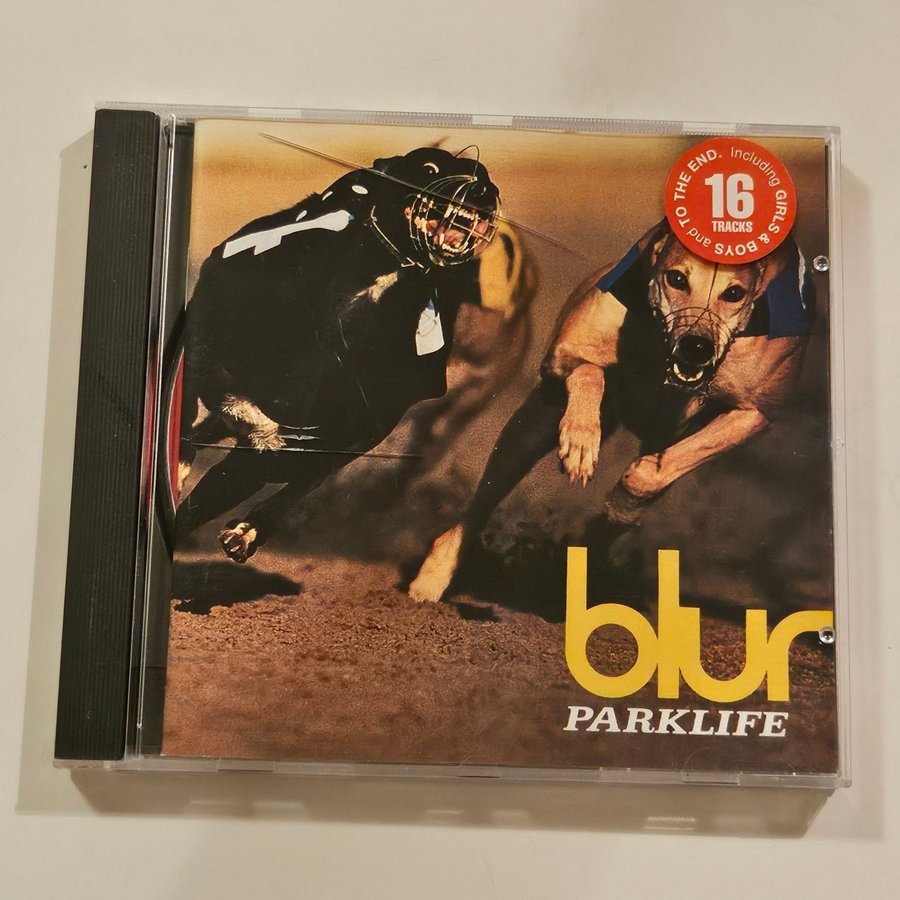 Including GIRLS & BOYS and TO THE END.
16
TRACKS
blur
PARKLIFE